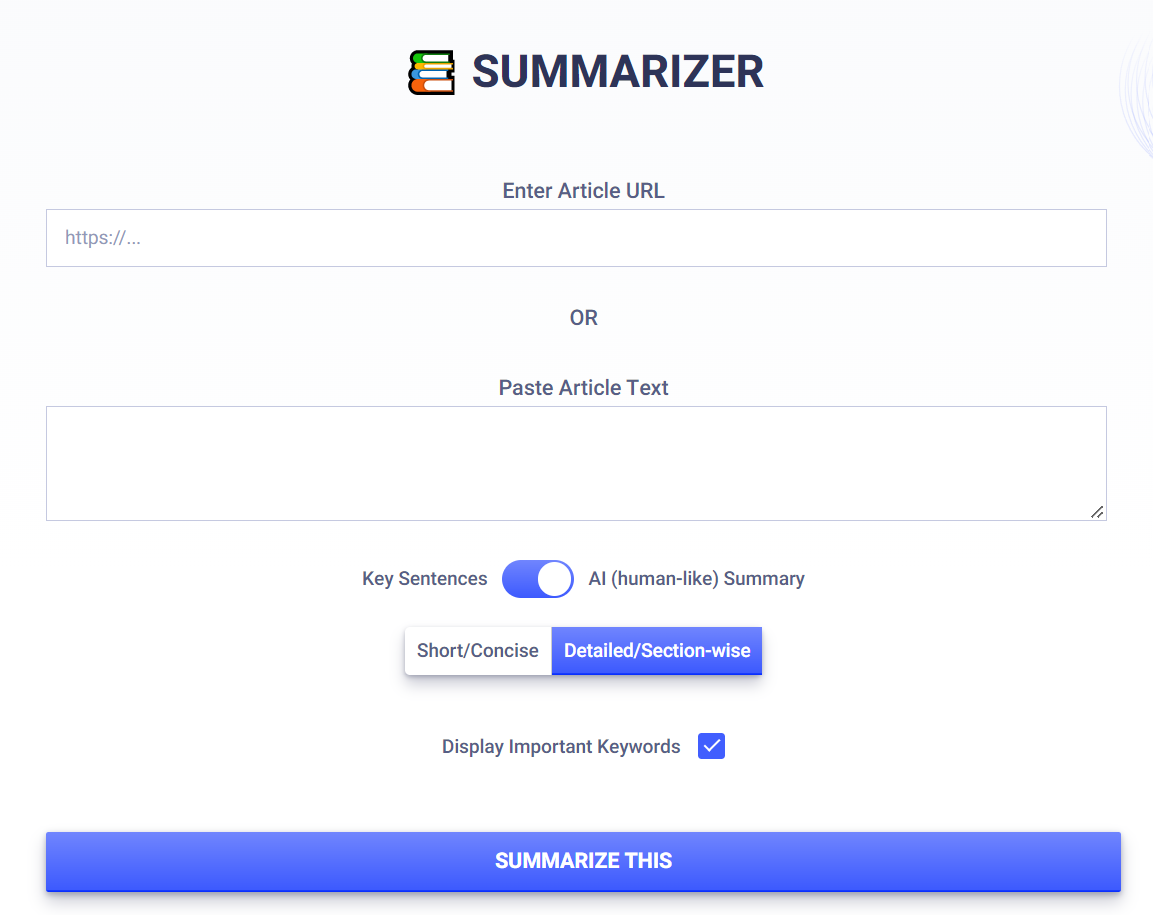 SUMMARIZER
Enter Article URL
https://...
OR
Paste Article Text
Key Sentences AI (human-like) Summary
Short/Concise Detailed/Section-wise
Display Important Keywords
SUMMARIZE THIS